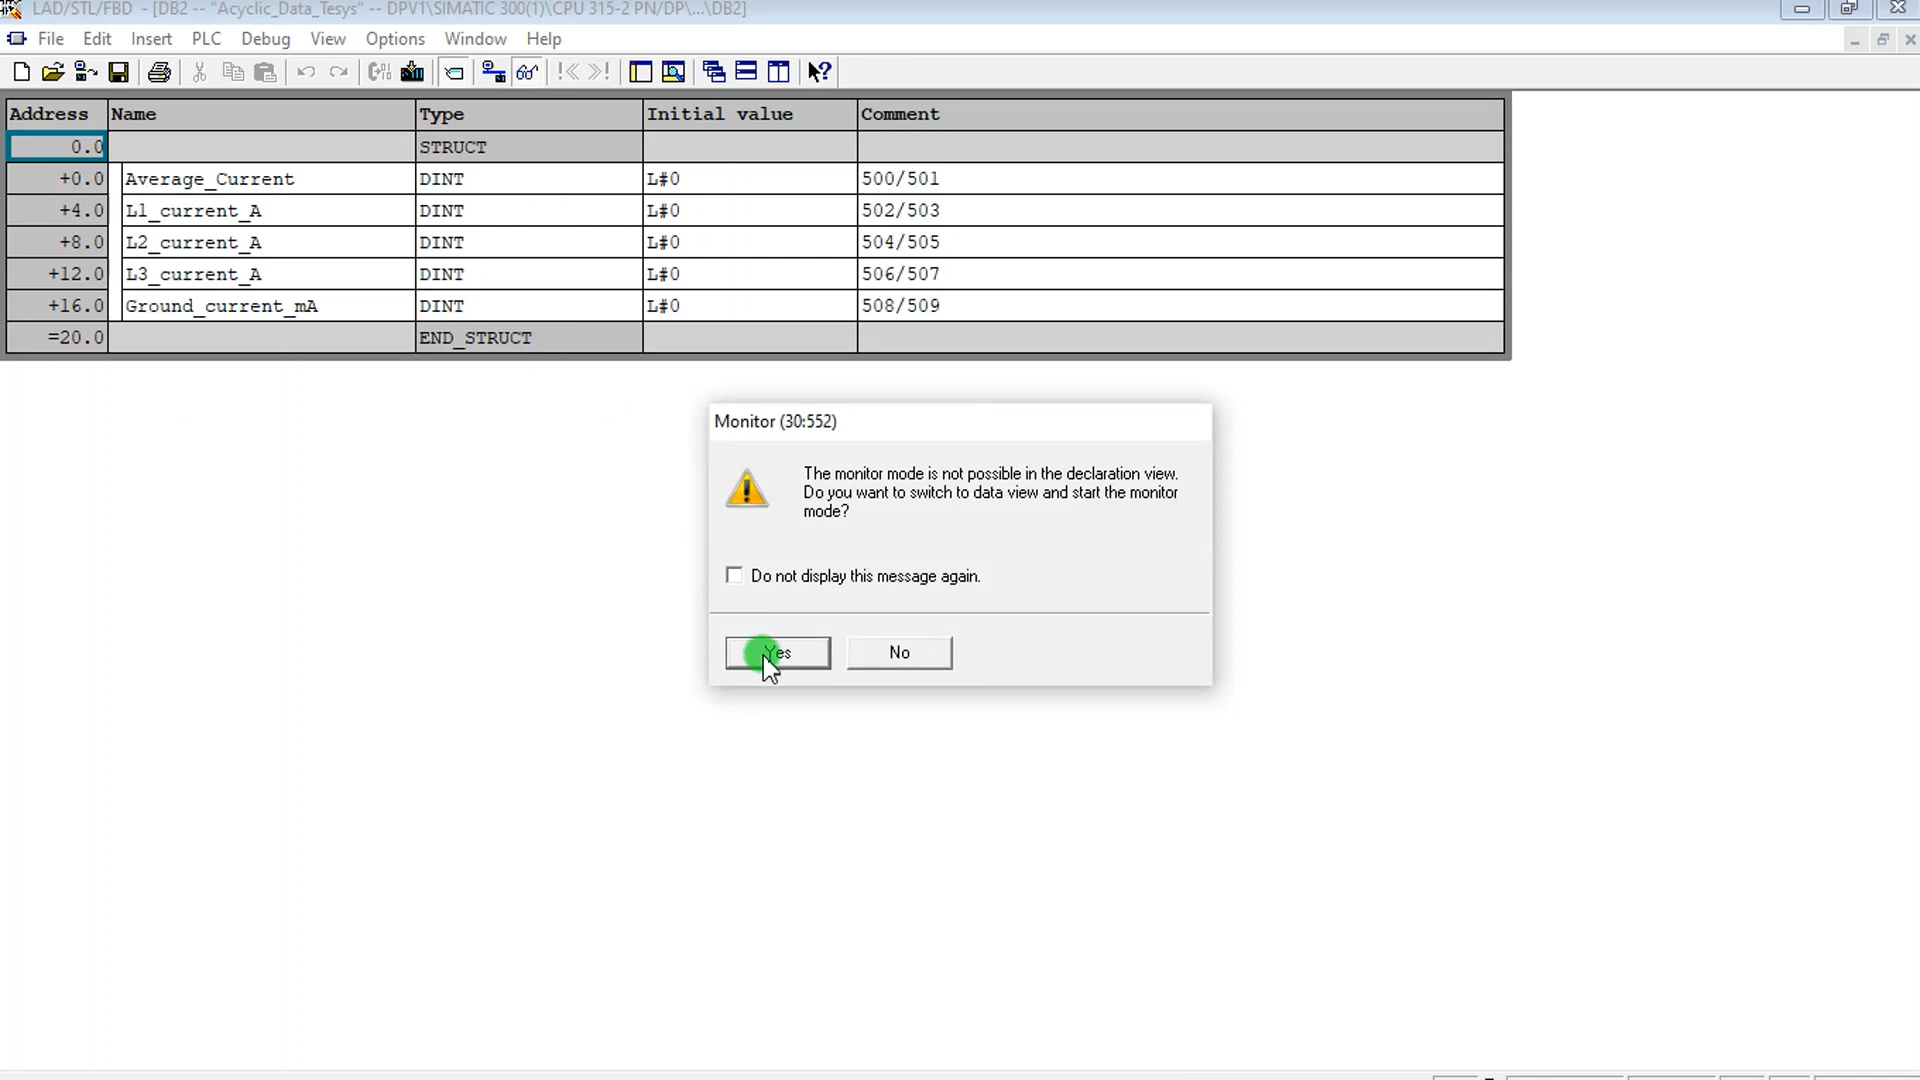 LAD/STL/FBD - [DB2 -- "Acyclic_Data_Tesys" -- DPV1\SIMATIC 300(1)\CPU 315-2 PN/DP\...\DB2]
File Edit Insert PLC Debug View Options Window Help
Address Name Type Initial value Comment
0.0 STRUCT
+0.0 Average_Current DINT L#0 500/501
+4.0 L1_current_A DINT L#0 502/503
+8.0 L2_current_A DINT L#0 504/505
+12.0 L3_current_A DINT L#0 506/507
+16.0 Ground_current_mA DINT L#0 508/509
=20.0 END_STRUCT
Monitor (30:552)
The monitor mode is not possible in the declaration view.
Do you want to switch to data view and start the monitor
mode?
Do not display this message again.
Yes No